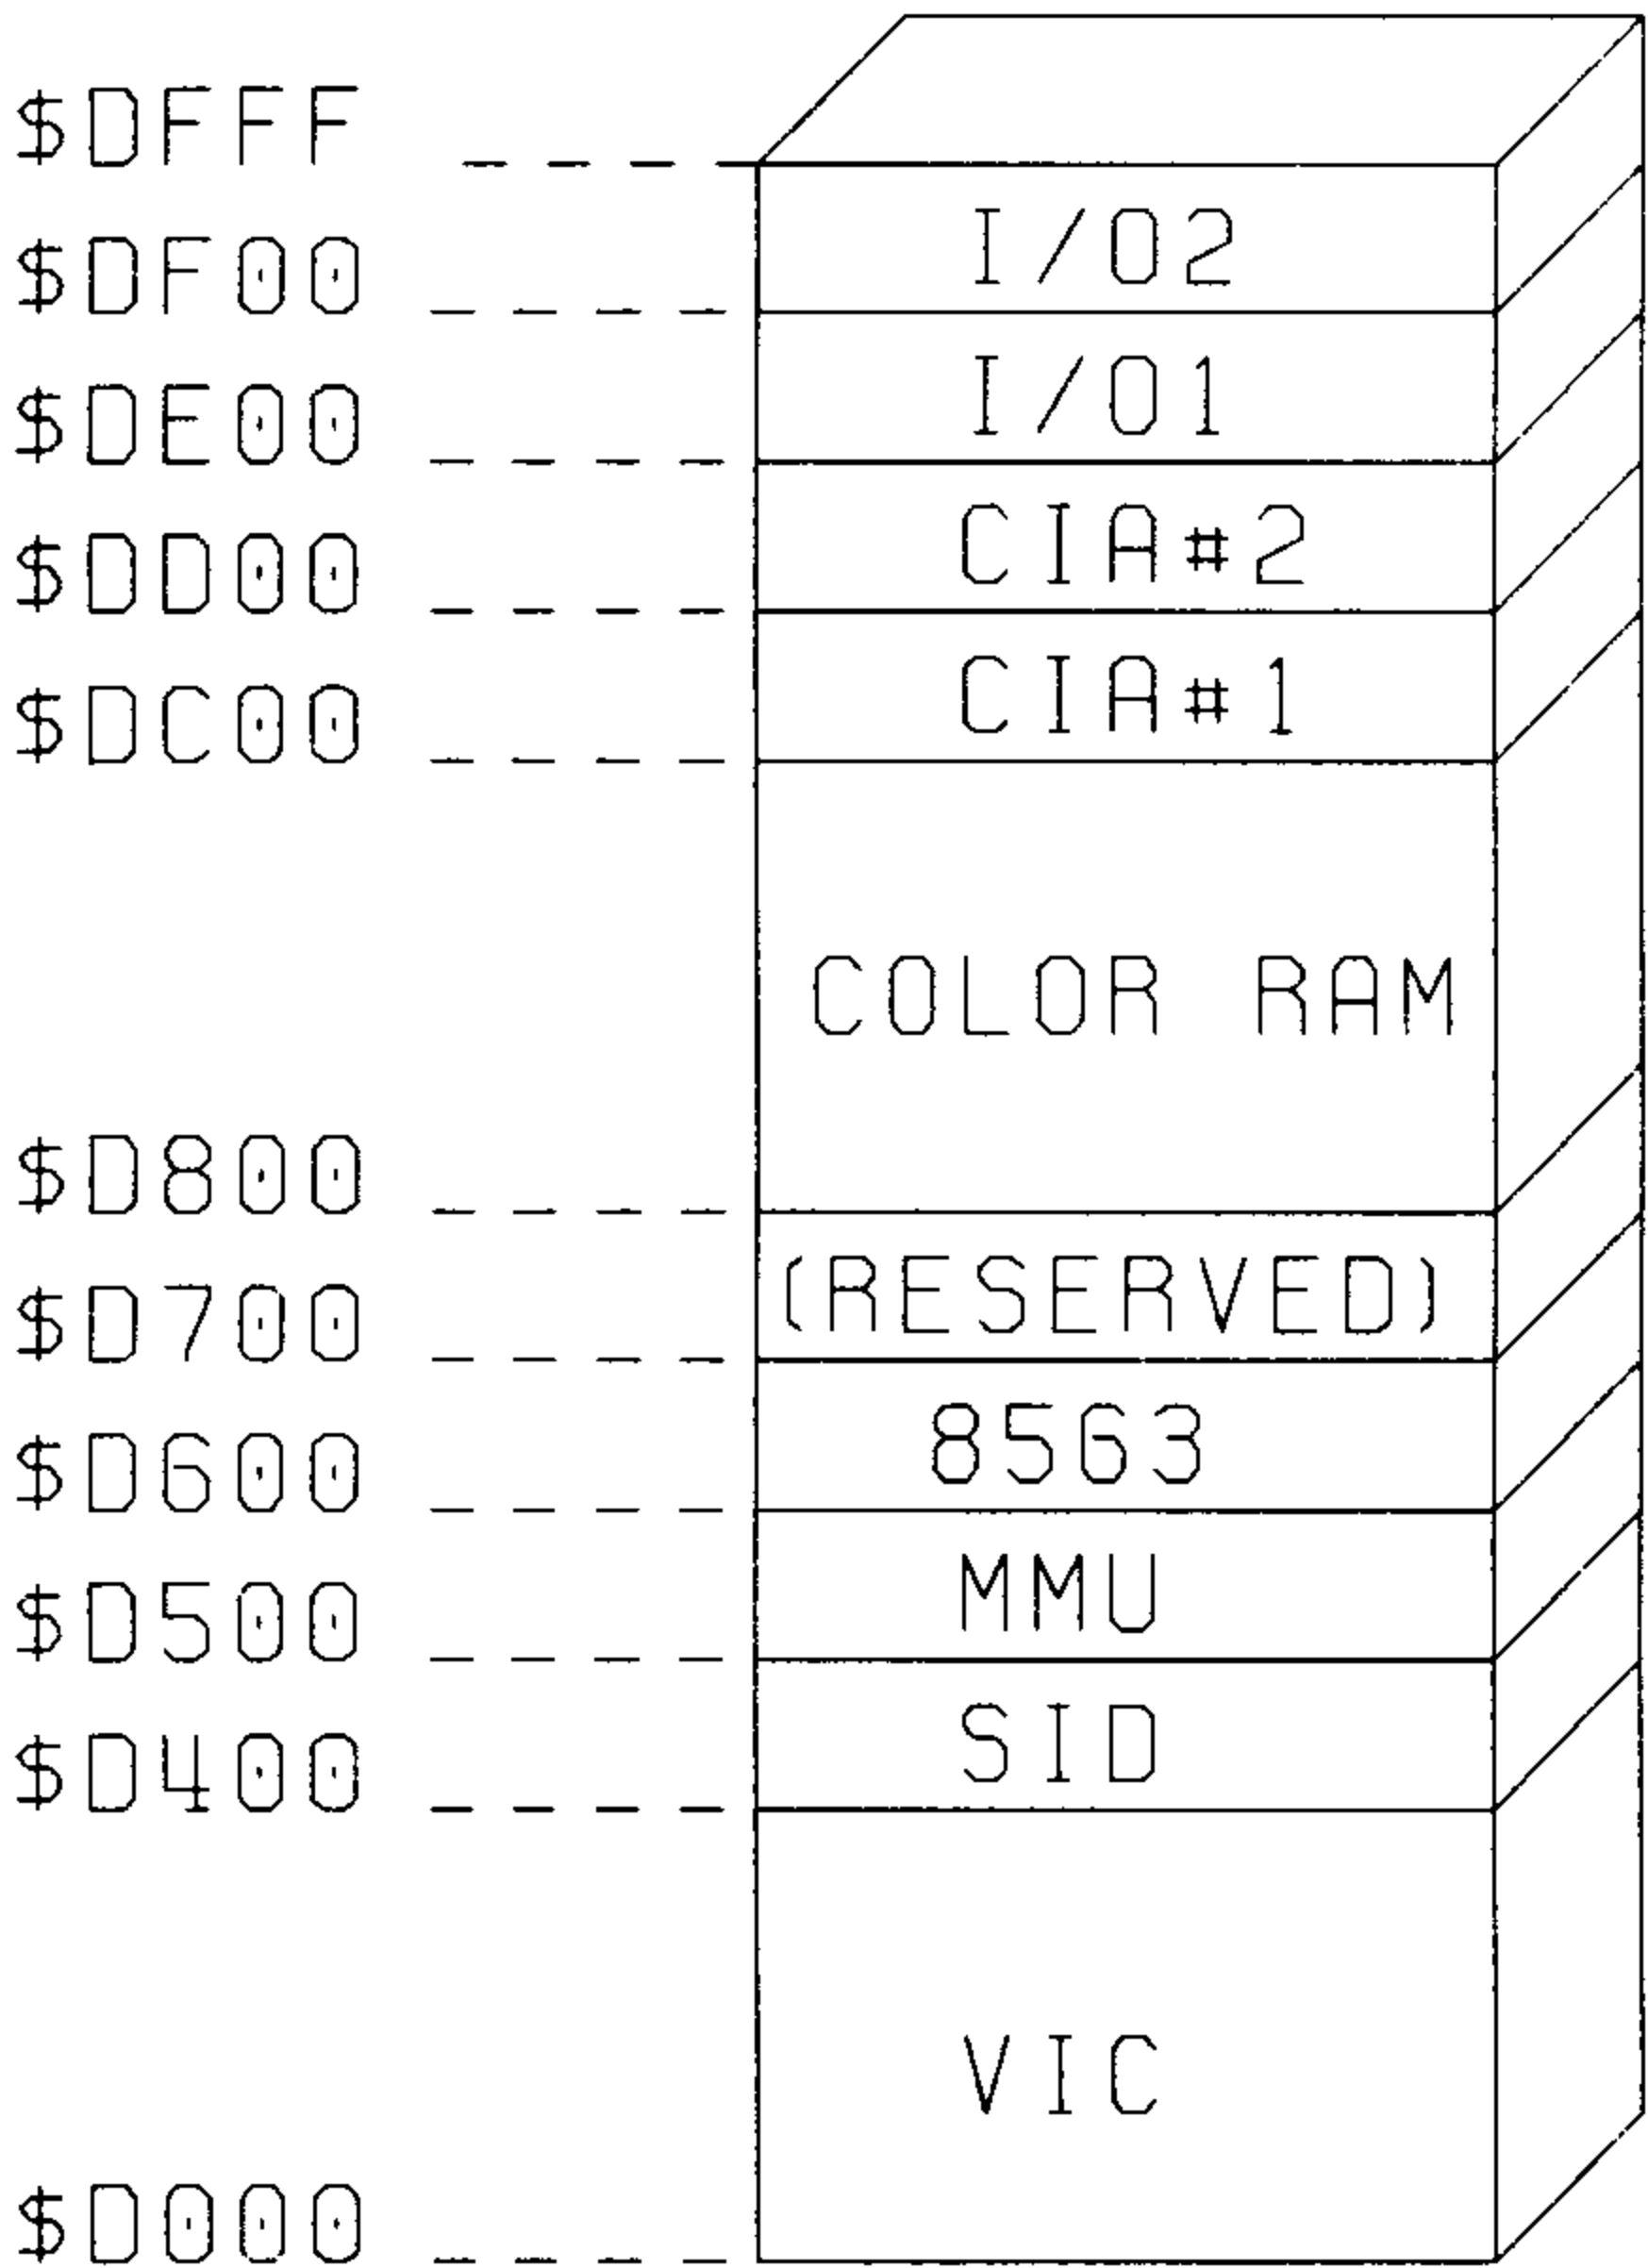 $DFFF
I/O2
$DF00
I/O1
$DE00
CIA#2
$DD00
CIA#1
$DC00
COLOR RAM
$D800
(RESERVED)
$D700
8563
$D600
MMU
$D500
SID
$D400
VIC
$D000